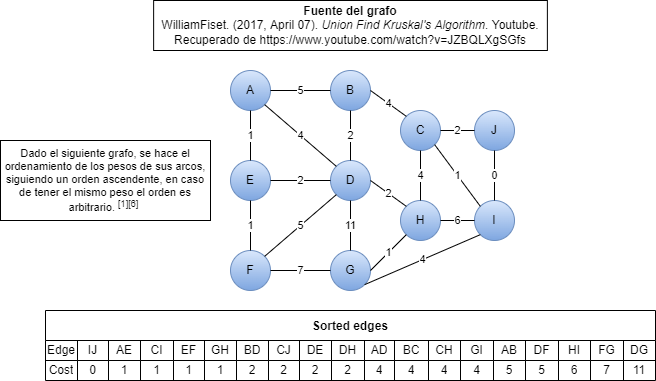 Fuente del grafo
WilliamFiset. (2017, April 07). Union Find Kruskal's Algorithm. Youtube.
Recuperado de https://www.youtube.com/watch?v=JZBQLXgSGfs
A 5 B 4
C 2 J
1 4 2
Dado el siguiente grafo, se hace el
ordenamiento de los pesos de sus arcos,
siguiendo un orden ascendente, en caso
de tener el mismo peso el orden es
arbitrario. [1][6]
E 2 D 2 4 1 0
1 5 11 H 6 I
F 7 G 1 4
Sorted edges
Edge IJ AE CI EF GH BD CJ DE DH AD BC CH GI AB DF HI FG DG
Cost 0 1 1 1 1 2 2 2 2 4 4 4 4 5 5 6 7 11